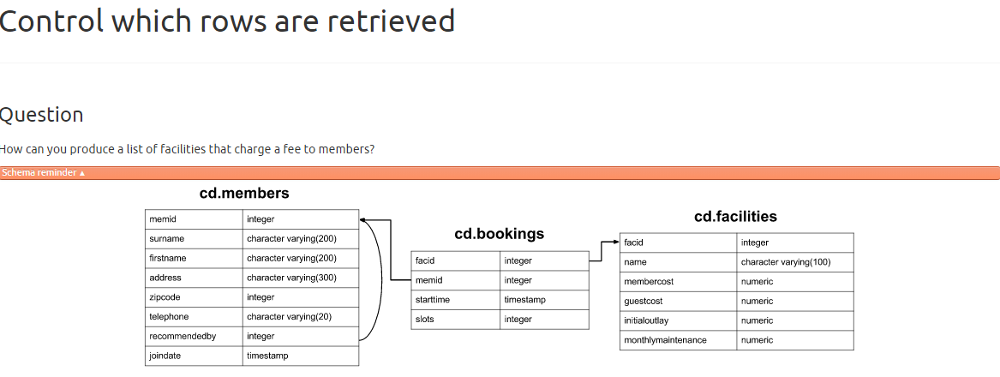 Control which rows are retrieved
Question
How can you produce a list of facilities that charge a fee to members?
Schema reminder ▲
cd.members
memid integer
surname character varying(200)
firstname character varying(200)
address character varying(300)
zipcode integer
telephone character varying(20)
recommendedby integer
joindate timestamp
cd.bookings
facid integer
memid integer
starttime timestamp
slots integer
cd.facilities
facid integer
name character varying(100)
membercost numeric
guestcost numeric
initialoutlay numeric
monthlymaintenance numeric